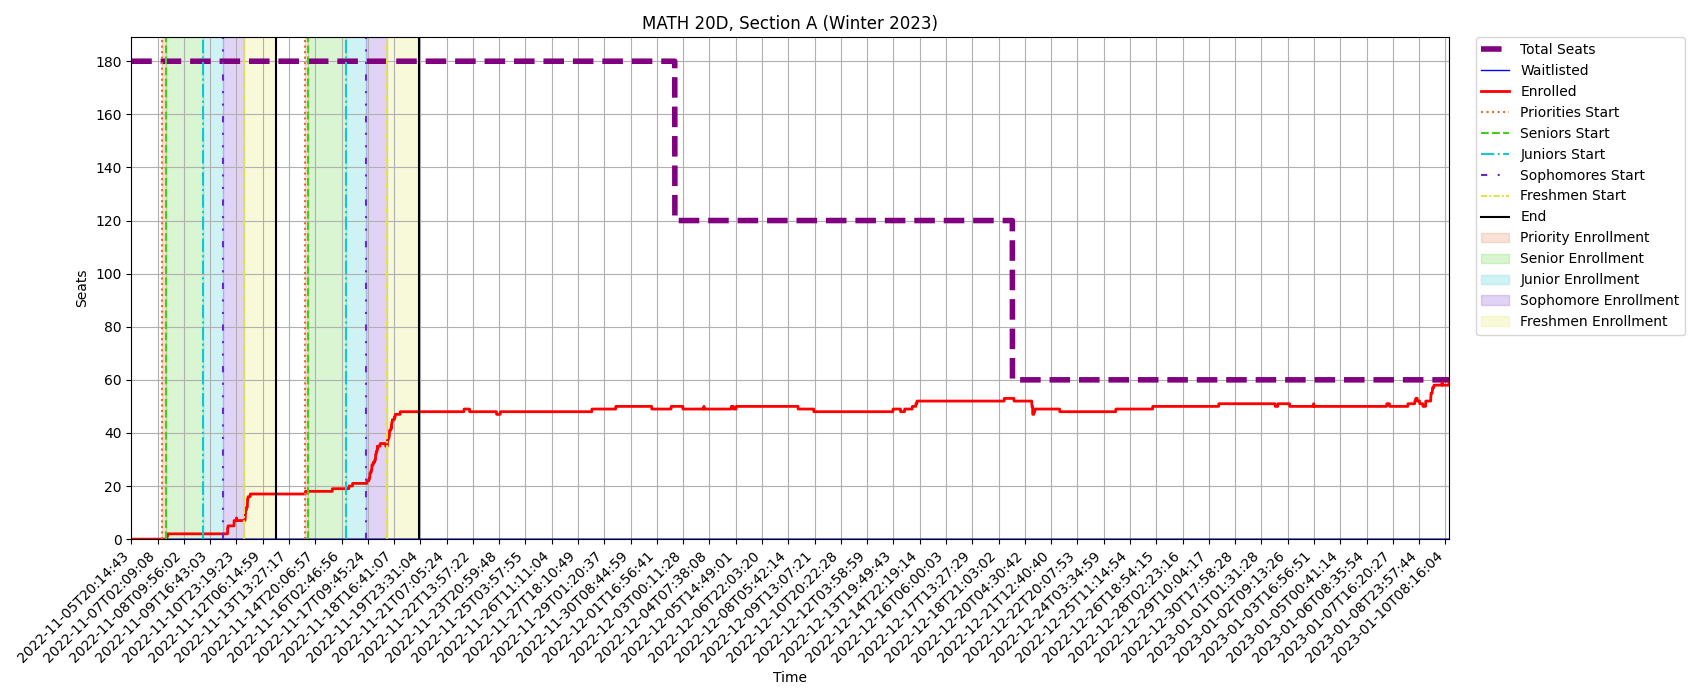 MATH 20D, Section A (Winter 2023)
Seats
180
160
140
120
100
80
60
40
20
0
2022-11-05T20:14:43
2022-11-07T02:09:08
2022-11-08T09:56:02
2022-11-09T16:43:03
2022-11-10T23:19:23
2022-11-12T06:14:59
2022-11-13T13:27:17
2022-11-14T20:06:57
2022-11-16T02:46:56
2022-11-17T09:45:24
2022-11-18T16:41:07
2022-11-19T23:31:04
2022-11-21T07:05:24
2022-11-22T13:57:22
2022-11-23T20:59:48
2022-11-25T03:57:55
2022-11-26T11:11:04
2022-11-27T18:10:49
2022-11-29T01:20:37
2022-11-30T08:44:59
2022-12-01T16:56:41
2022-12-03T00:11:28
2022-12-04T07:38:08
2022-12-05T14:49:01
2022-12-06T22:03:20
2022-12-08T05:42:14
2022-12-09T13:07:21
2022-12-10T20:22:28
2022-12-12T03:58:59
2022-12-13T19:49:43
2022-12-14T22:19:14
2022-12-16T06:00:03
2022-12-17T13:27:29
2022-12-18T21:03:02
2022-12-20T04:30:42
2022-12-21T12:40:40
2022-12-22T20:07:53
2022-12-24T03:34:59
2022-12-25T11:14:54
2022-12-26T18:54:15
2022-12-28T02:23:16
2022-12-29T10:04:17
2022-12-30T17:58:28
2023-01-01T01:31:28
2023-01-02T09:13:26
2023-01-03T16:56:51
2023-01-05T00:41:14
2023-01-06T08:35:54
2023-01-07T16:20:27
2023-01-08T23:57:44
2023-01-10T08:16:04
Time
Total Seats
Waitlisted
Enrolled
Priorities Start
Seniors Start
Juniors Start
Sophomores Start
Freshmen Start
End
Priority Enrollment
Senior Enrollment
Junior Enrollment
Sophomore Enrollment
Freshmen Enrollment